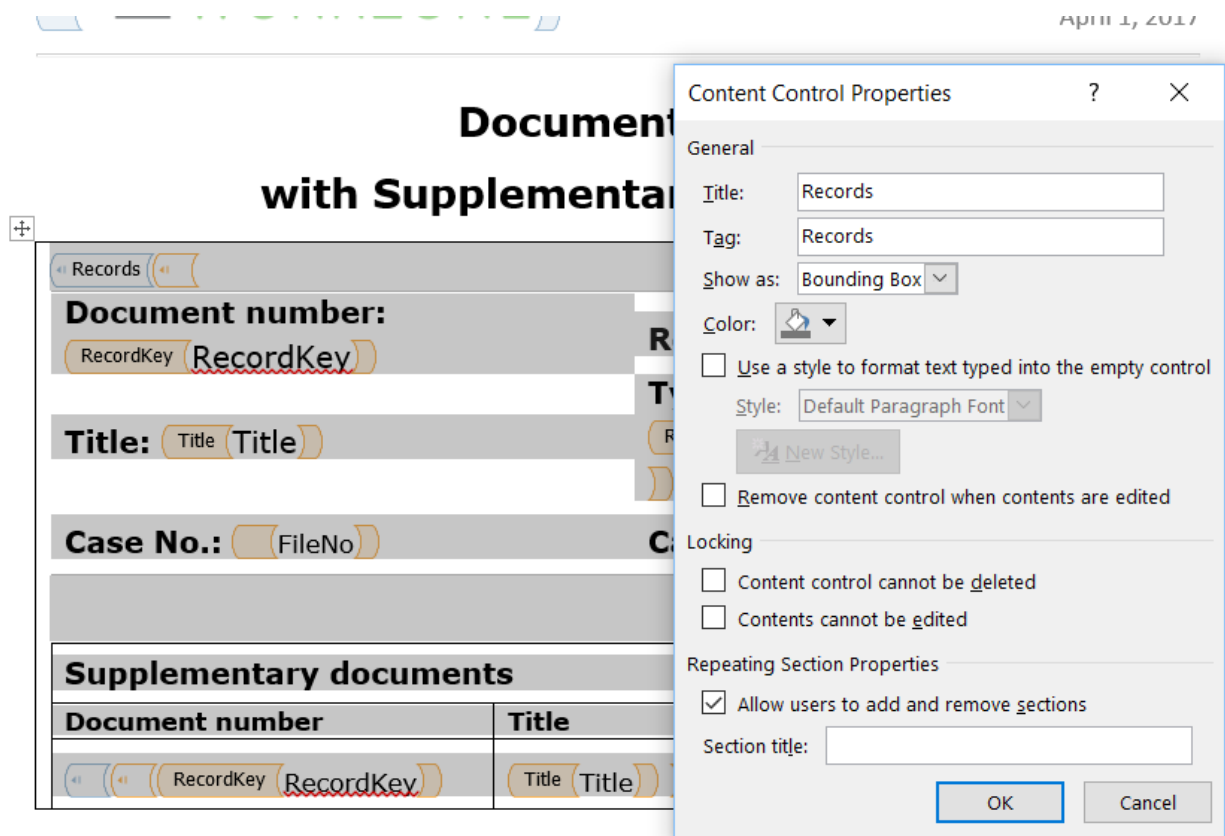 April 1, 2017
Document
with Supplementa
Records
Document number:
RecordKey RecordKey
Title: Title Title
Case No.: FileNo
Supplementary documents
Document number Title
RecordKey RecordKey Title Title
Content Control Properties ?
General
Title: Records
Tag: Records
Show as: Bounding Box
Color:
Use a style to format text typed into the empty control
Style: Default Paragraph Font
New Style...
Remove content control when contents are edited
Locking
Content control cannot be deleted
Contents cannot be edited
Repeating Section Properties
Allow users to add and remove sections
Section title:
OK Cancel